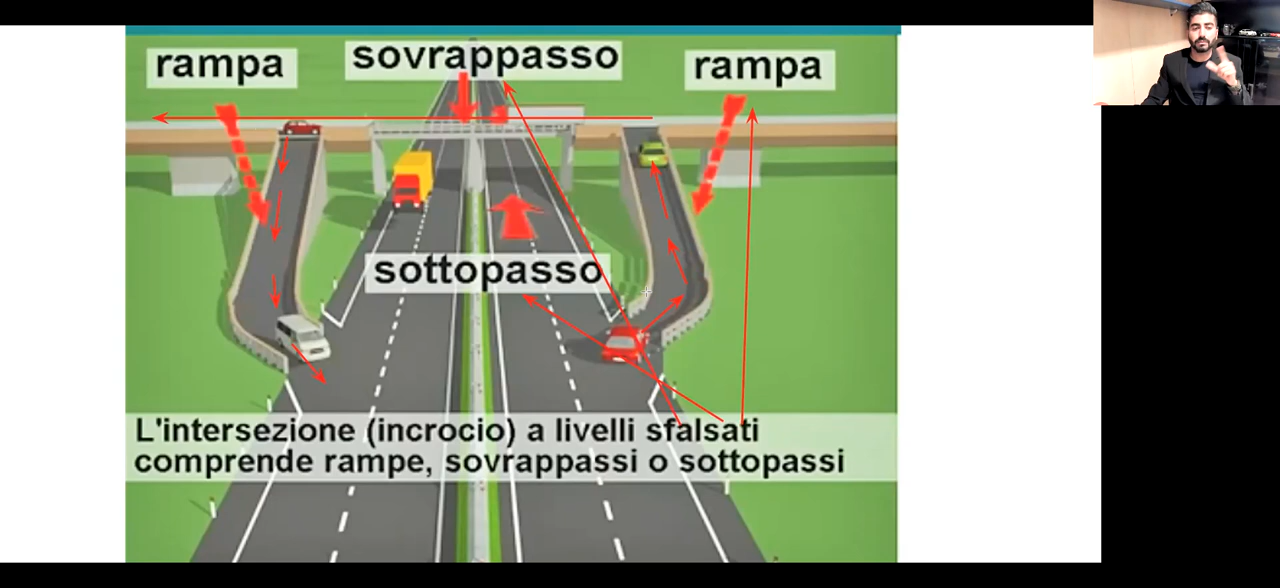 rampa
sovrappasso
rampa
sottopasso
L'intersezione (incrocio) a livelli sfalsati
comprende rampe, sovrappassi o sottopassi